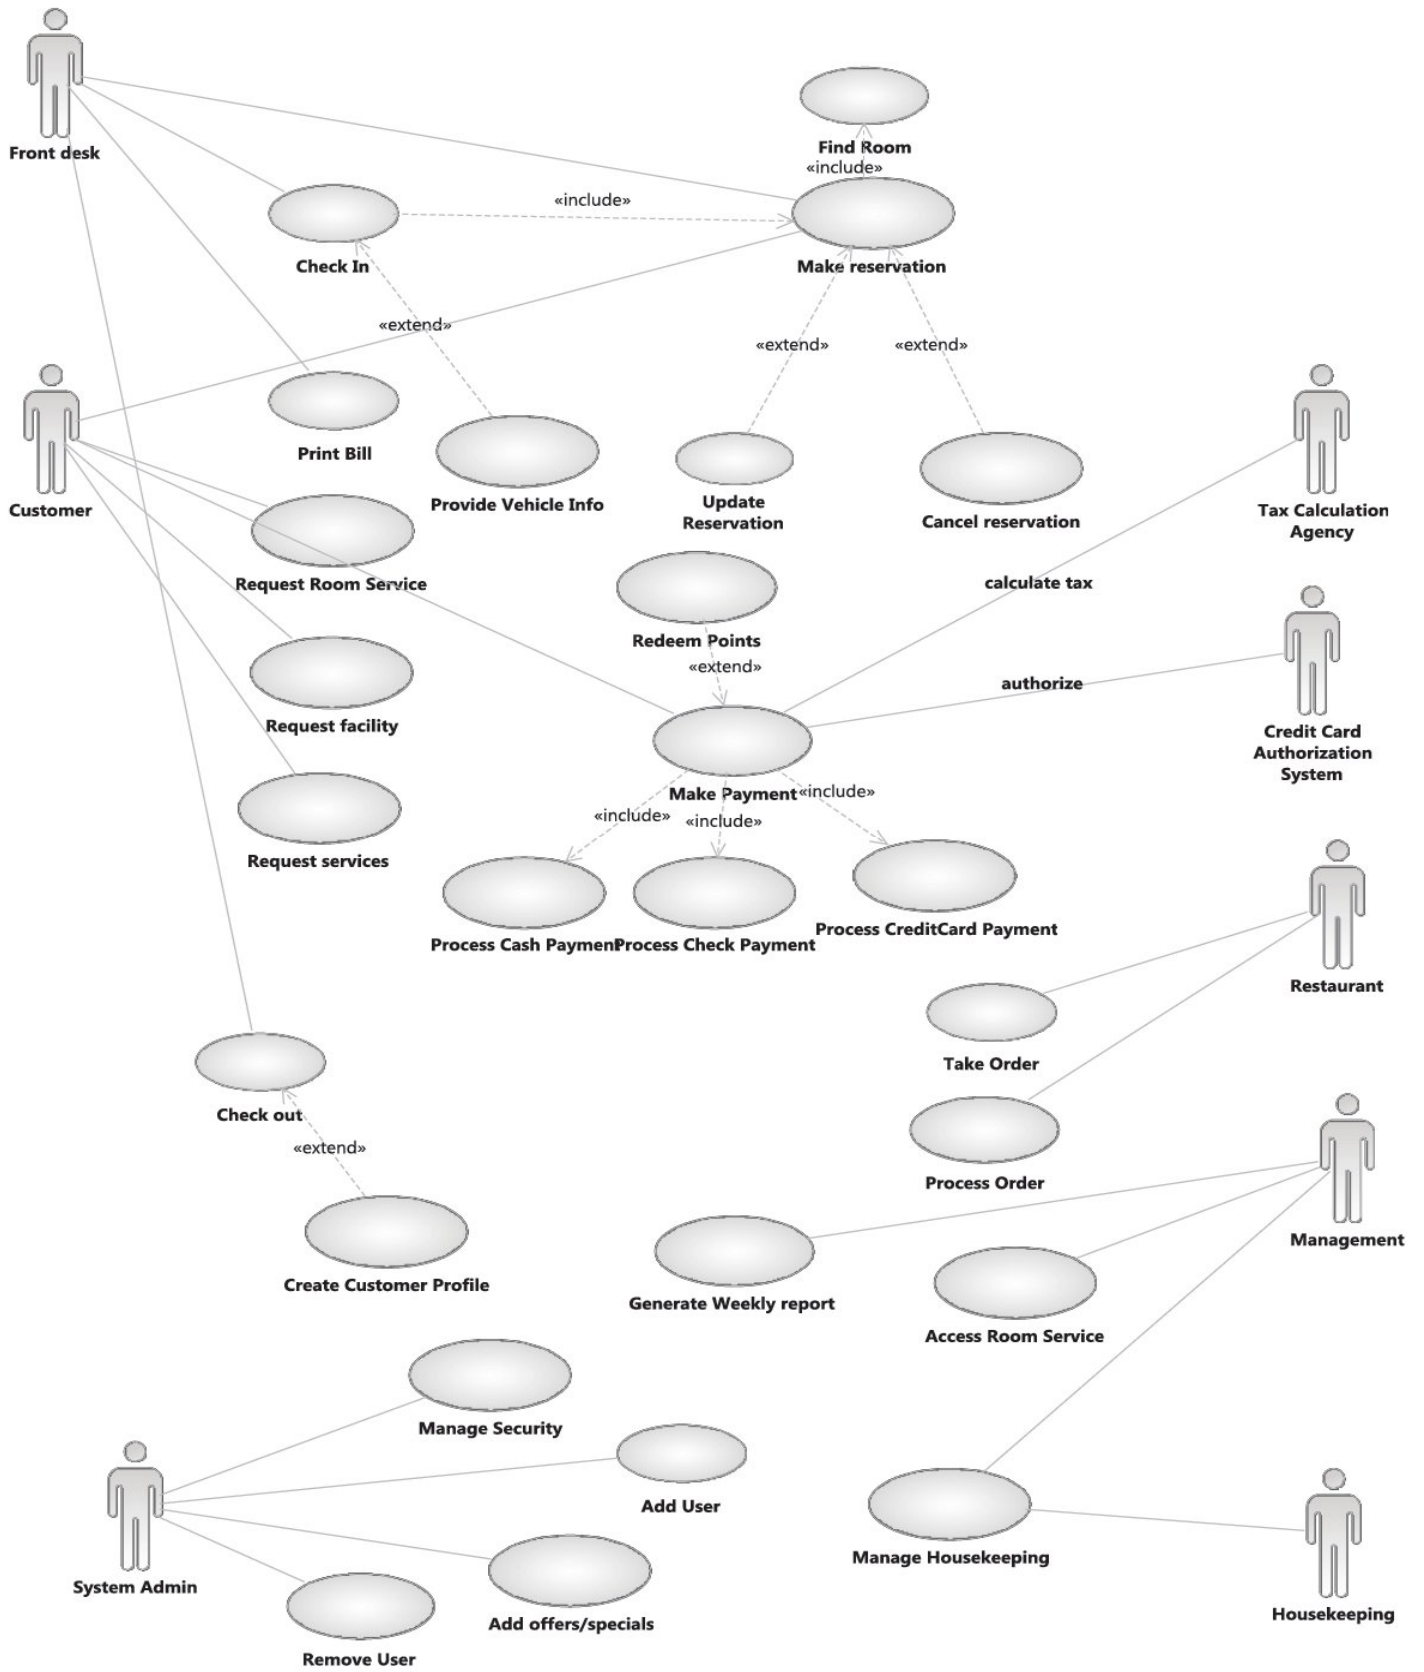 Front desk
Find Room
«include»
«include»
Check In
Make reservation
«extend»
«extend»
«extend»
Print Bill
Provide Vehicle Info
Customer
Update
Reservation
Cancel reservation
Tax Calculation
Agency
Request Room Service
calculate tax
Redeem Points
«extend»
authorize
Request facility
Credit Card
Authorization
System
Make Payment
«include»
«include»
«include»
Request services
Process Cash Payment
Process Check Payment
Process CreditCard Payment
Restaurant
Take Order
Check out
«extend»
Process Order
Management
Create Customer Profile
Generate Weekly report
Access Room Service
Manage Security
Add User
Manage Housekeeping
System Admin
Add offers/specials
Housekeeping
Remove User